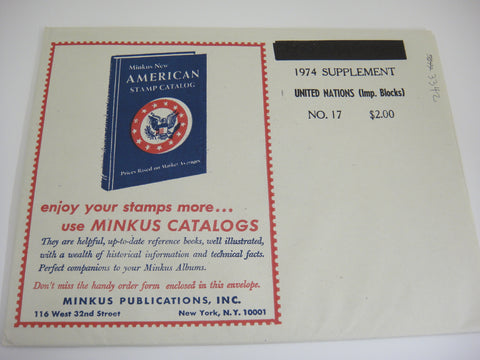 Minkus New
AMERICAN
STAMP CATALOG
Prices Based on Market Averages
enjoy your stamps more...
use MINKUS CATALOGS
They are helpful, up-to-date reference books, well illustrated,
with a wealth of historical information and technical facts.
Perfect companions to your Minkus Albums.
Don't miss the handy order form enclosed in this envelope.
MINKUS PUBLICATIONS, INC.
116 West 32nd Street New York, N.Y. 10001
1974 SUPPLEMENT
UNITED NATIONS (Imp. Blocks)
NO. 17 $2.00
3342